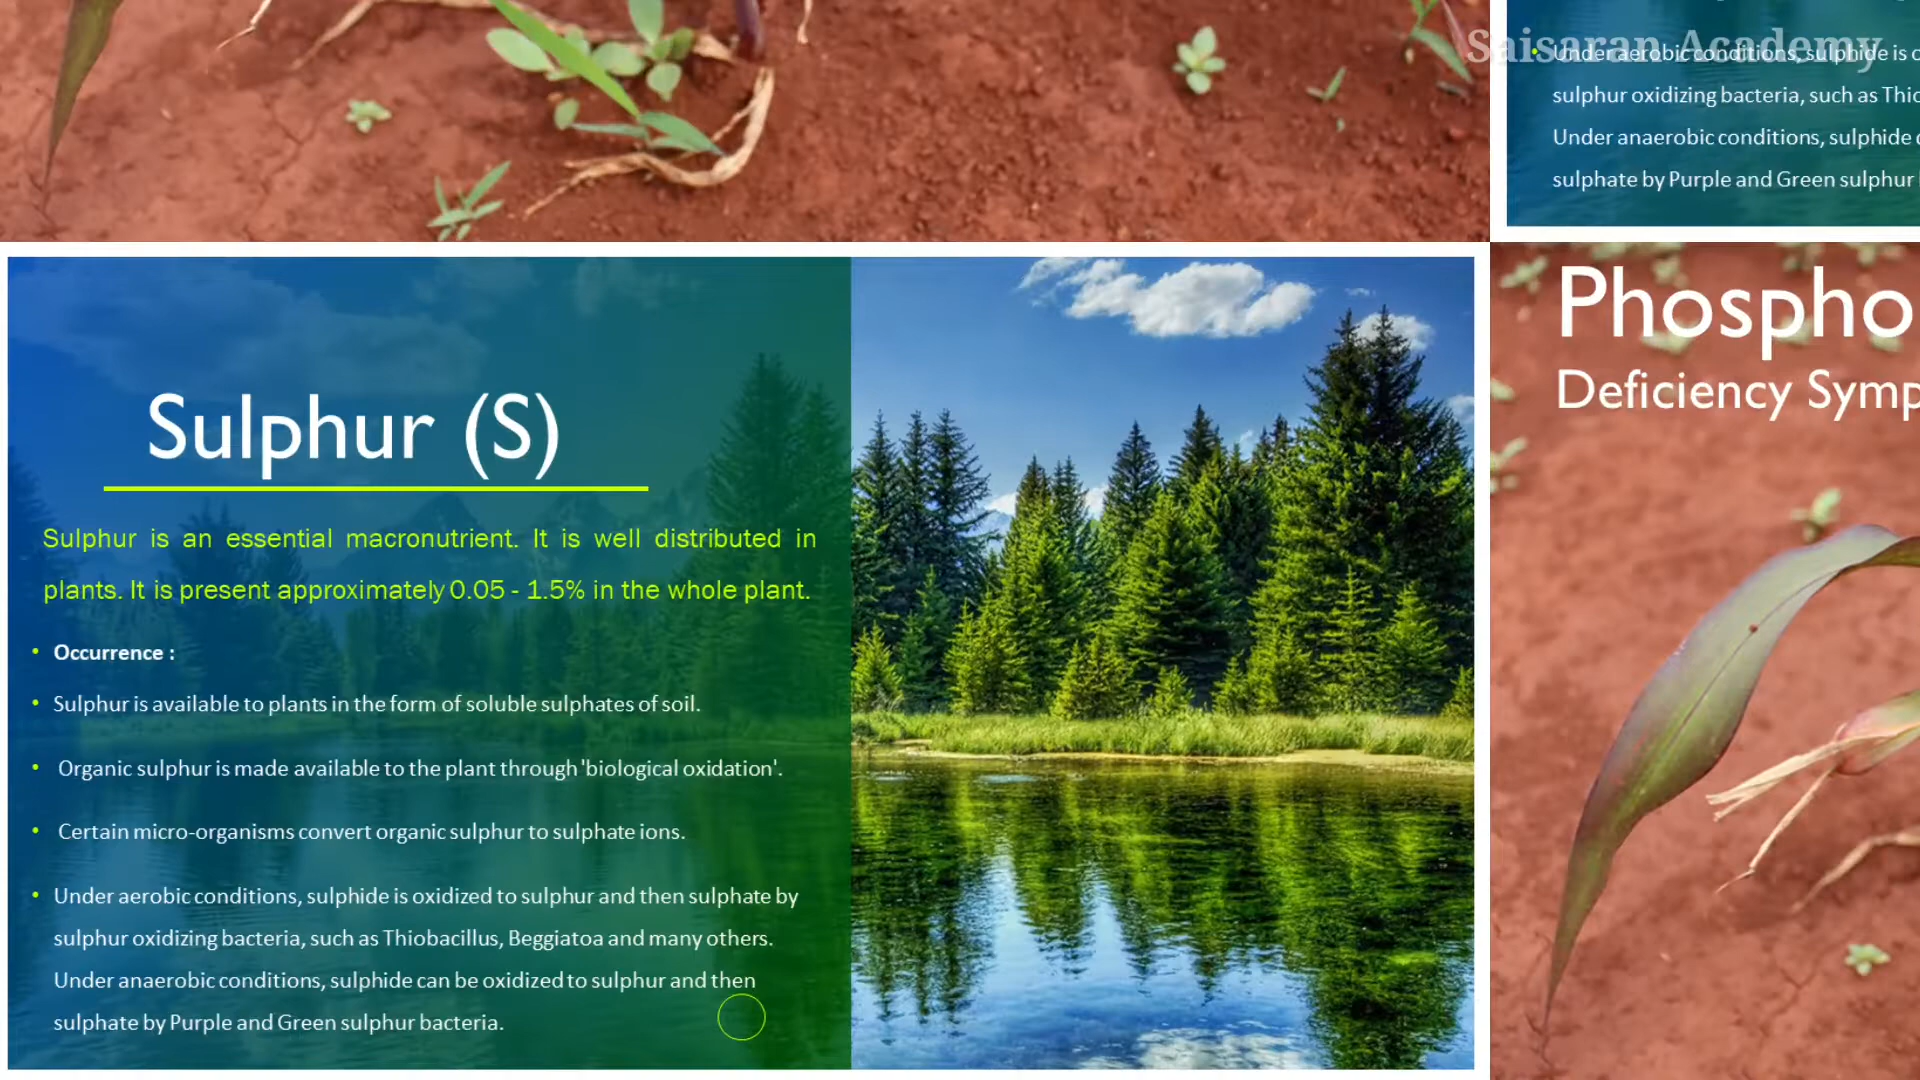 Saisaran Academy
Under aerobic conditions, sulphide is
sulphur oxidizing bacteria, such as
Under anaerobic conditions, sulphide
sulphate by Purple and Green sulphur
Sulphur (S)
Sulphur is an essential macronutrient. It is well distributed in
plants. It is present approximately 0.05 - 1.5% in the whole plant.
• Occurrence :
• Sulphur is available to plants in the form of soluble sulphates of soil.
• Organic sulphur is made available to the plant through 'biological oxidation'.
• Certain micro-organisms convert organic sulphur to sulphate ions.
• Under aerobic conditions, sulphide is oxidized to sulphur and then sulphate by
sulphur oxidizing bacteria, such as Thiobacillus, Beggiatoa and many others.
Under anaerobic conditions, sulphide can be oxidized to sulphur and then
sulphate by Purple and Green sulphur bacteria.
Phospho
Deficiency Symp